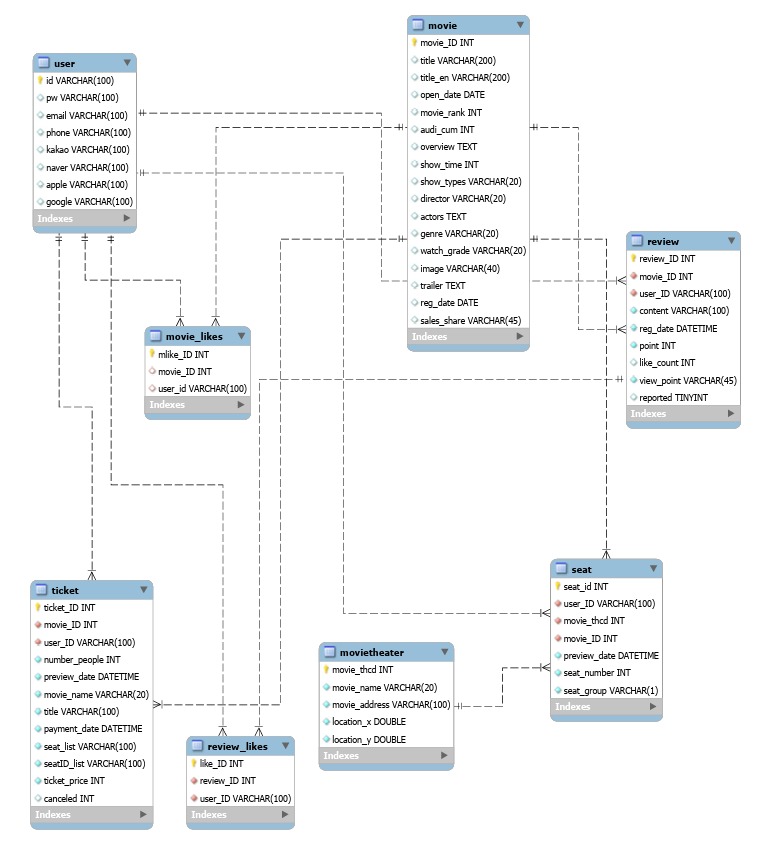 user
id VARCHAR(100)
pw VARCHAR(100)
email VARCHAR(100)
phone VARCHAR(100)
kakao VARCHAR(100)
naver VARCHAR(100)
apple VARCHAR(100)
google VARCHAR(100)
Indexes
movie
movie_ID INT
title VARCHAR(200)
title_en VARCHAR(200)
open_date DATE
movie_rank INT
audi_cum INT
overview TEXT
show_time INT
show_types VARCHAR(20)
director VARCHAR(20)
actors TEXT
genre VARCHAR(20)
watch_grade VARCHAR(20)
image VARCHAR(40)
trailer TEXT
reg_date DATE
sales_share VARCHAR(45)
Indexes
review
review_ID INT
movie_ID INT
user_ID VARCHAR(100)
content VARCHAR(100)
reg_date DATETIME
point INT
like_count INT
view_point VARCHAR(45)
reported TINYINT
Indexes
movie_likes
mlike_ID INT
movie_ID INT
user_id VARCHAR(100)
Indexes
ticket
ticket_ID INT
movie_ID INT
user_ID VARCHAR(100)
number_people INT
preview_date DATETIME
movie_name VARCHAR(20)
title VARCHAR(100)
payment_date DATETIME
seat_list VARCHAR(100)
seatID_list VARCHAR(100)
ticket_price INT
canceled INT
Indexes
review_likes
like_ID INT
review_ID INT
user_ID VARCHAR(100)
Indexes
movietheater
movie_thcd INT
movie_name VARCHAR(20)
movie_address VARCHAR(100)
location_x DOUBLE
location_y DOUBLE
Indexes
seat
seat_id INT
user_ID VARCHAR(100)
movie_thcd INT
movie_ID INT
preview_date DATETIME
seat_number INT
seat_group VARCHAR(1)
Indexes